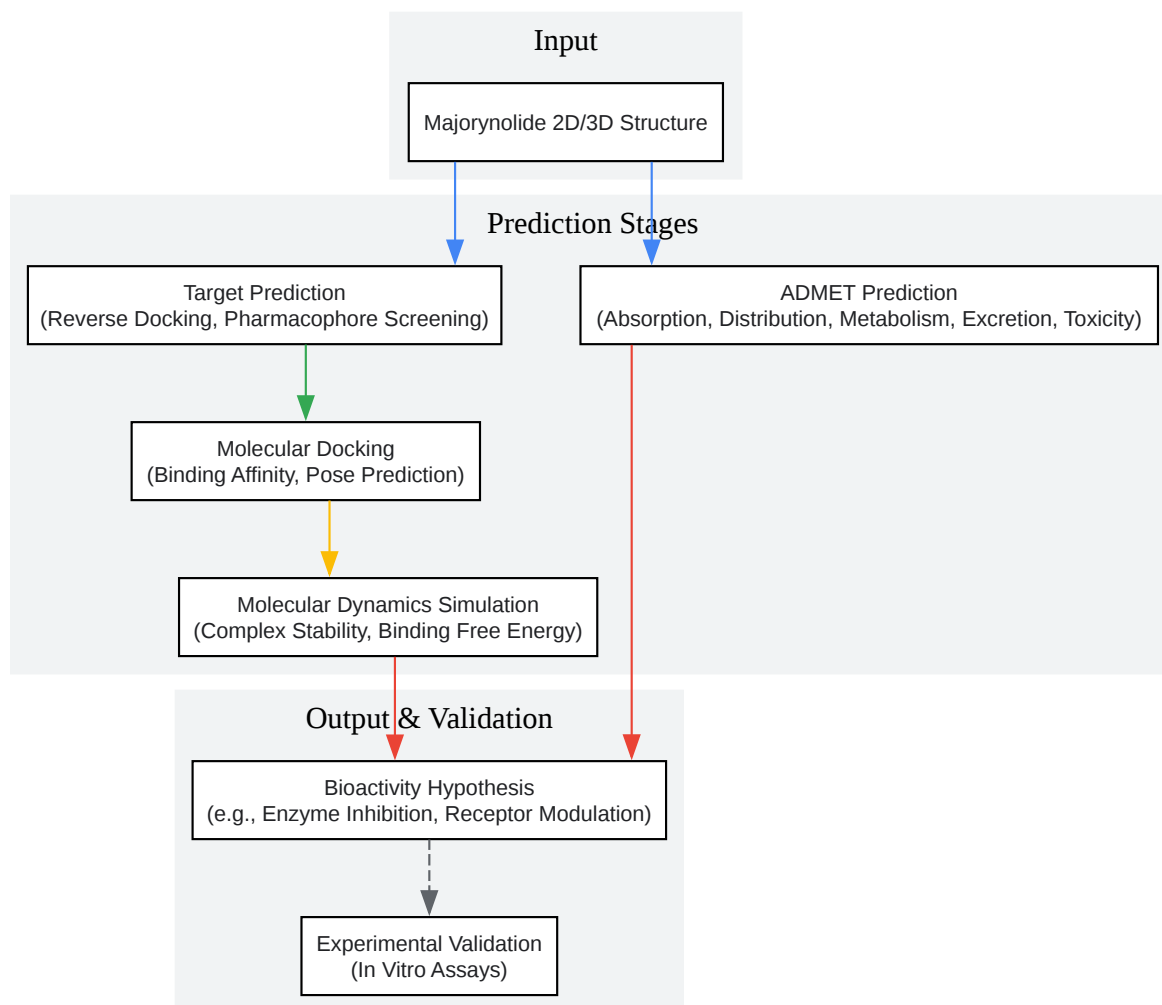 Input
Majorynolide 2D/3D Structure
Prediction Stages
Target Prediction
(Reverse Docking, Pharmacophore Screening)
ADMET Prediction
(Absorption, Distribution, Metabolism, Excretion, Toxicity)
Molecular Docking
(Binding Affinity, Pose Prediction)
Molecular Dynamics Simulation
(Complex Stability, Binding Free Energy)
Output & Validation
Bioactivity Hypothesis
(e.g., Enzyme Inhibition, Receptor Modulation)
Experimental Validation
(In Vitro Assays)